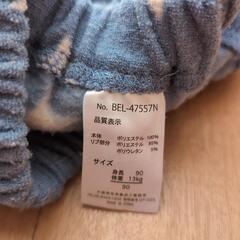 No. BEL-47557N
品質表示
本体 ポリエステル 100%
リブ部分 ポリエステル 95%
ポリウレタン 5%
サイズ
身長 90
体重 13kg
90